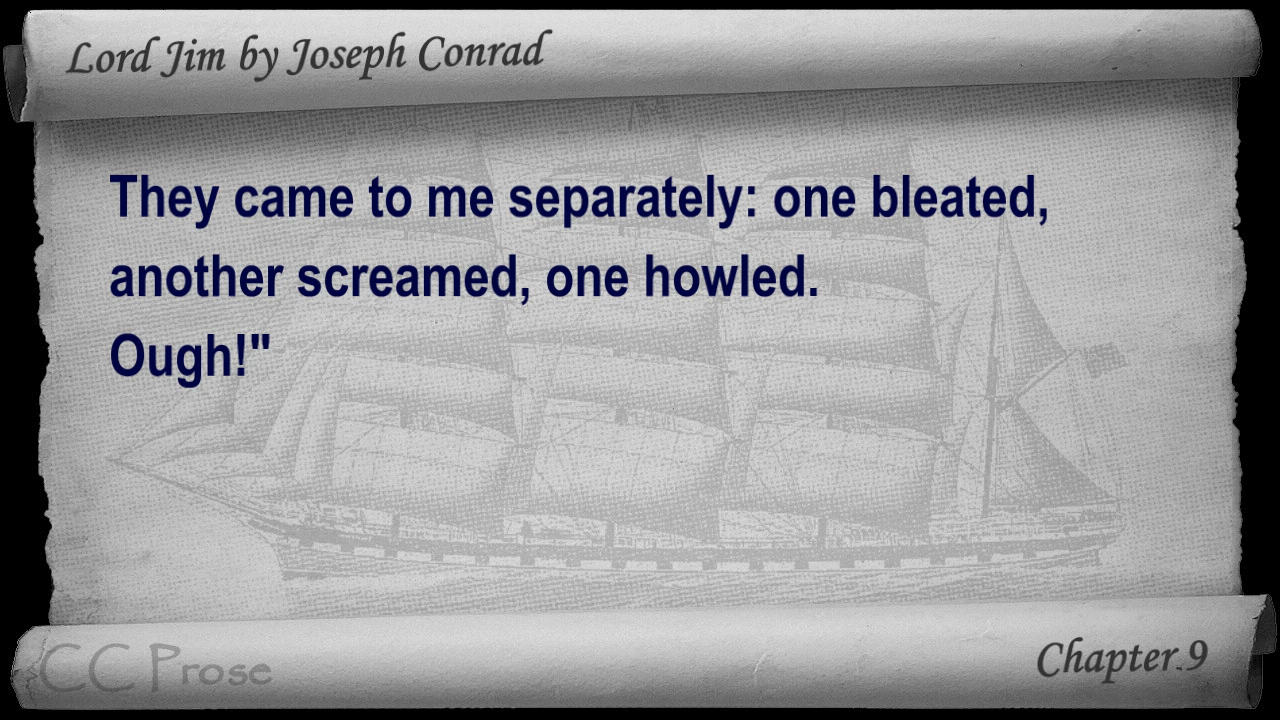 Lord Jim by Joseph Conrad
They came to me separately: one bleated,
another screamed, one howled.
Ough!"
CC Prose
Chapter 9